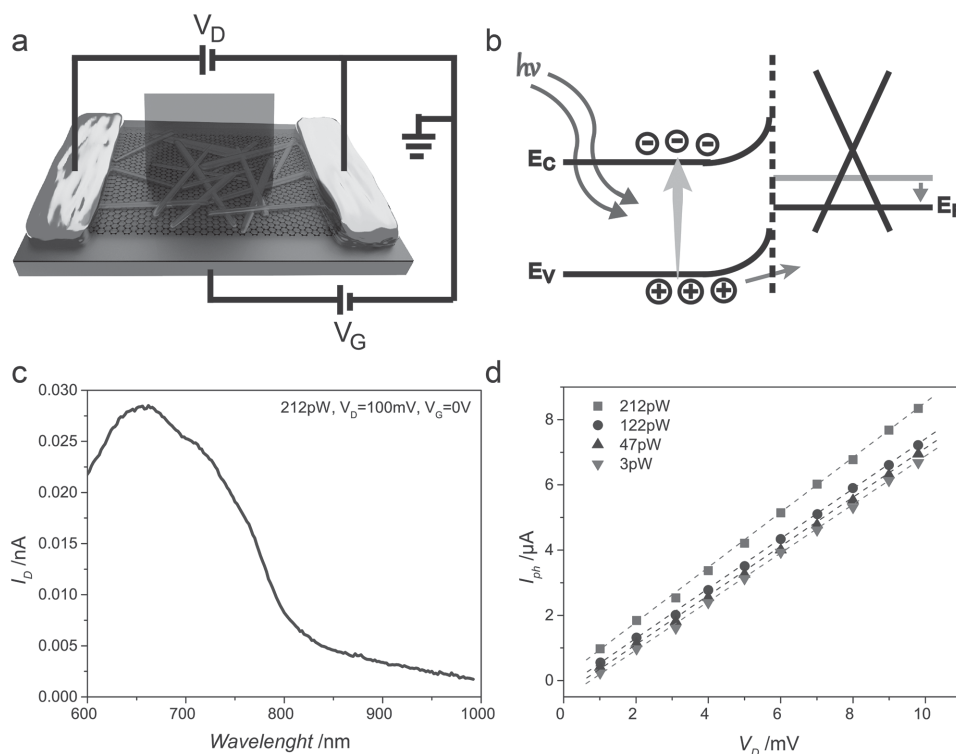 a
V_D
V_G
b
hν
E_C
E_V
⊖ ⊖ ⊖
⊕ ⊕ ⊕
c
212pW, V_D=100mV, V_G=0V
I_D /nA
0.030
0.025
0.020
0.015
0.010
0.005
0.000
600 700 800 900 1000
Wavelenght /nm
d
212pW
122pW
47pW
3pW
I_ph /µA
8
6
4
2
0
0 2 4 6 8 10
V_D /mV